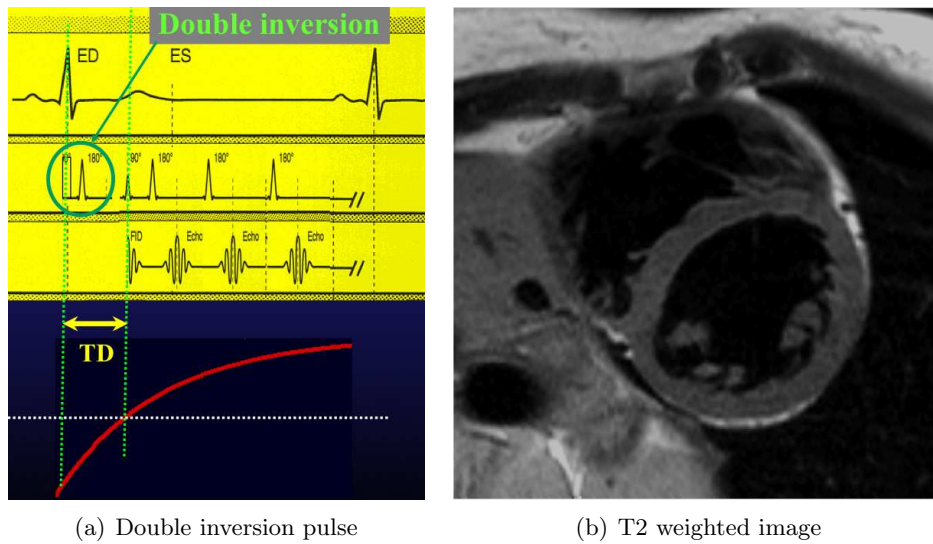 Double inversion
ED ES
180° 90° 180° 180° 180°
FID Echo Echo Echo
TD
(a) Double inversion pulse
(b) T2 weighted image